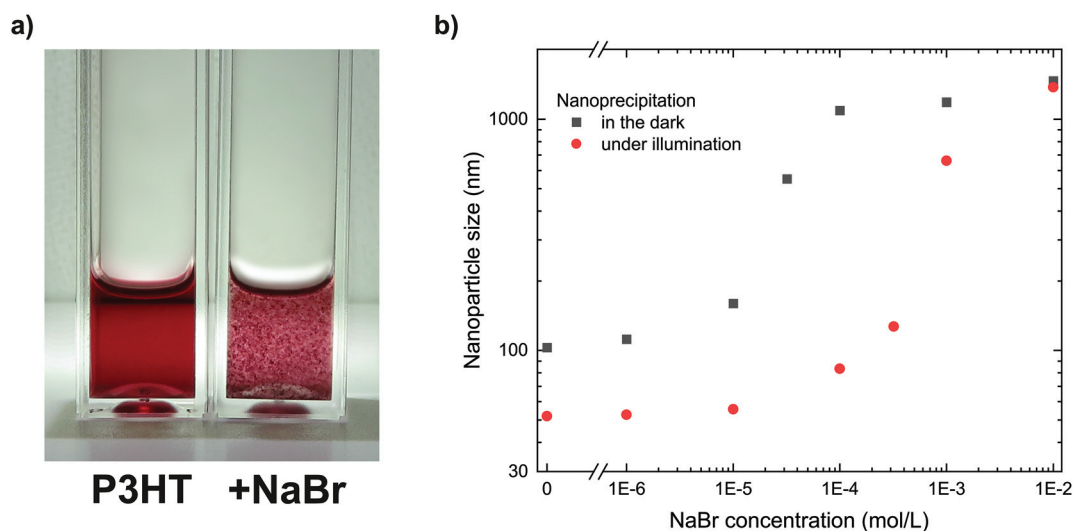 a)
P3HT +NaBr
b)
Nanoparticle size (nm)
1000
100
30
Nanoprecipitation
in the dark
under illumination
0 1E-6 1E-5 1E-4 1E-3 1E-2
NaBr concentration (mol/L)